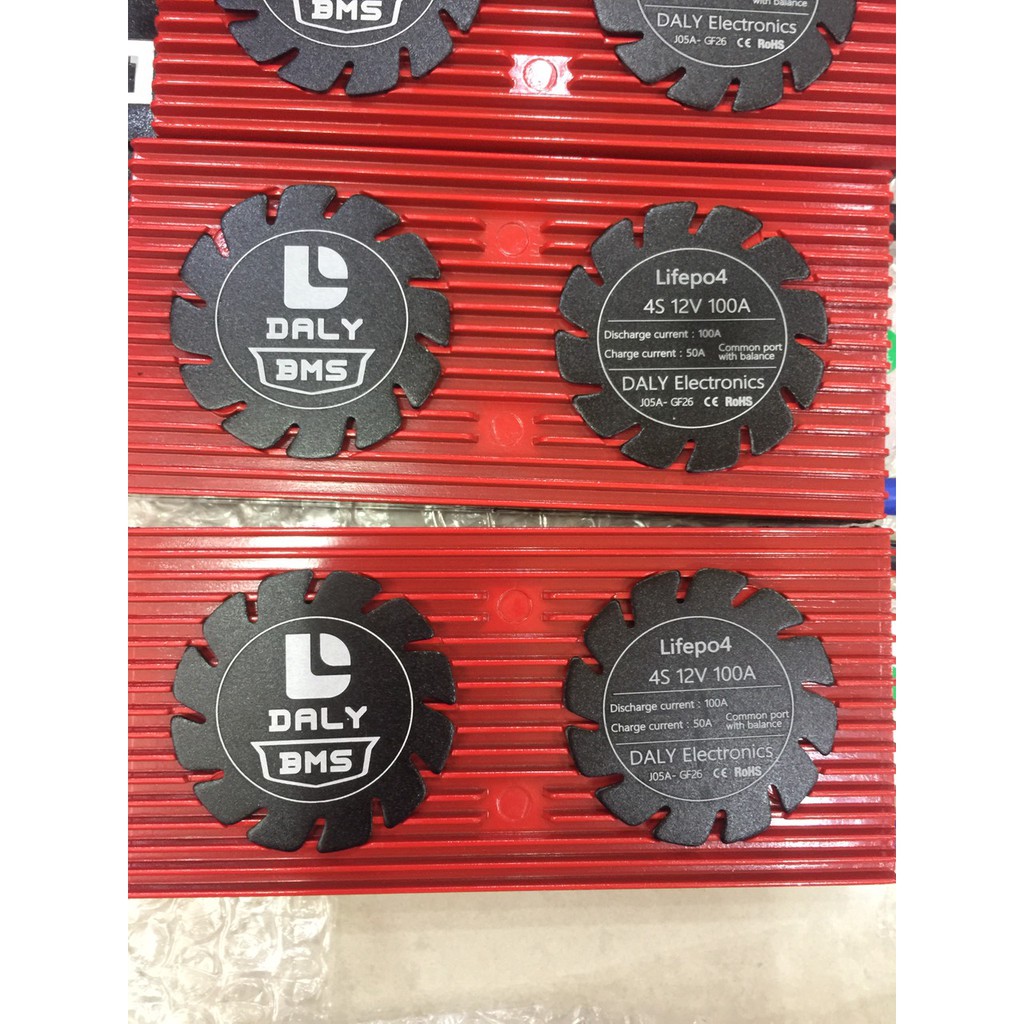 BMS
with balance
DALY Electronics
J05A- GF26 CE RoHS
DALY
BMS
Lifepo4
4S 12V 100A
Discharge current : 100A
Charge current : 50A Common port
with balance
DALY Electronics
J05A- GF26 CE RoHS
DALY
BMS
Lifepo4
4S 12V 100A
Discharge current : 100A
Charge current : 50A Common port
with balance
DALY Electronics
J05A- GF26 CE RoHS